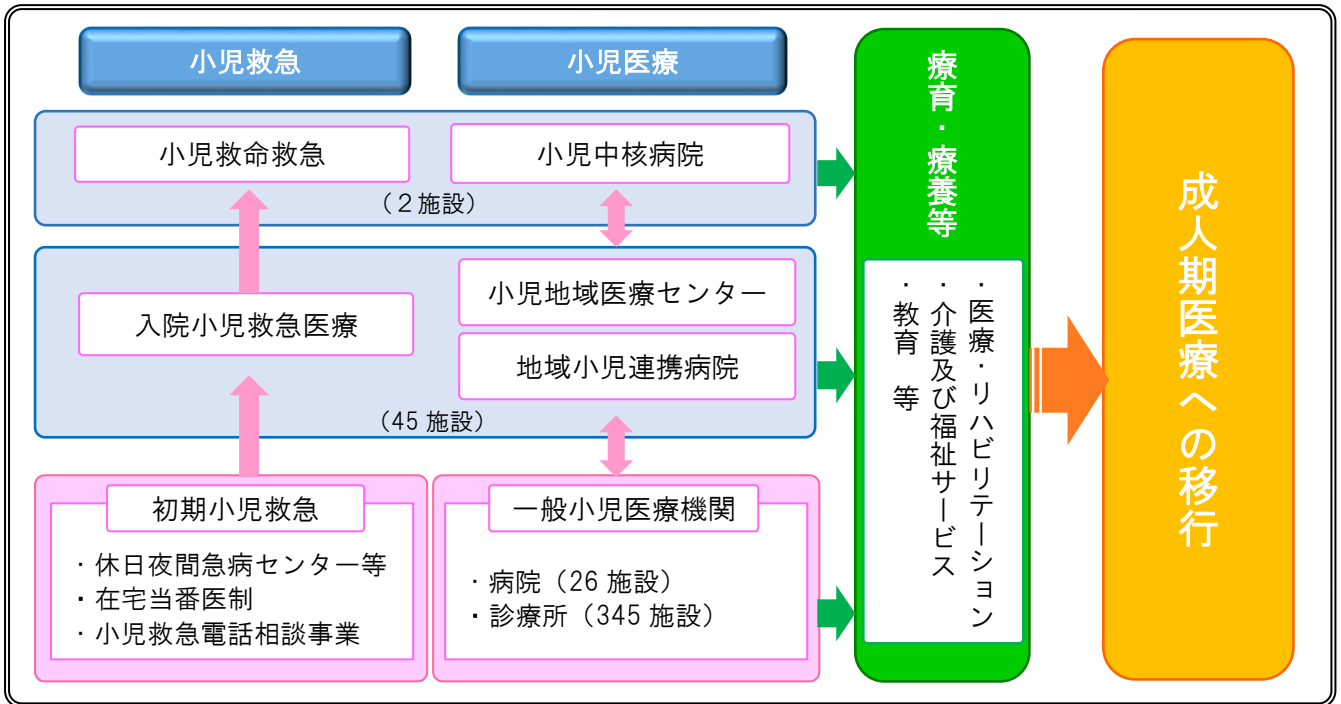 小児救急
小児医療
小児救命救急
小児中核病院
（２施設）
入院小児救急医療
小児地域医療センター
地域小児連携病院
（45 施設）
初期小児救急
・休日夜間急病センター等
・在宅当番医制
・小児救急電話相談事業
一般小児医療機関
・病院（26 施設）
・診療所（345 施設）
療育・療養等
・医療・リハビリテーション
・介護及び福祉サービス
・教育　等
成人期医療への移行